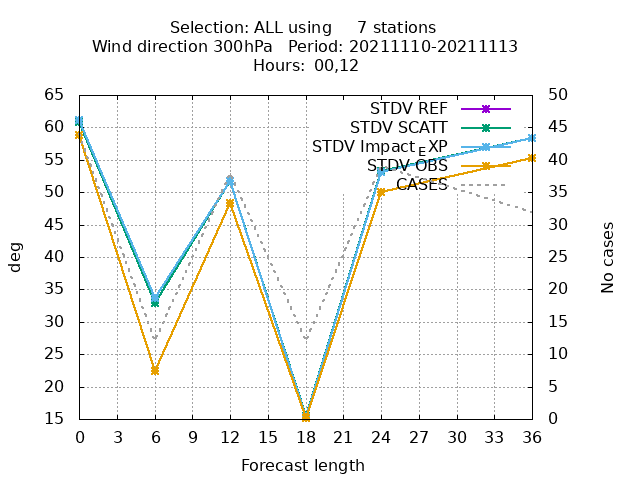 Selection: ALL using 7 stations
Wind direction 300hPa Period: 20211110-20211113
Hours: 00,12
65 60 55 50 45 40 35 30 25 20 15
deg
STDV REF
STDV SCATT
STDV Impact_EXP
STDV OBS
CASES
50 45 40 35 30 25 20 15 10 5 0
No cases
0 3 6 9 12 15 18 21 24 27 30 33 36
Forecast length